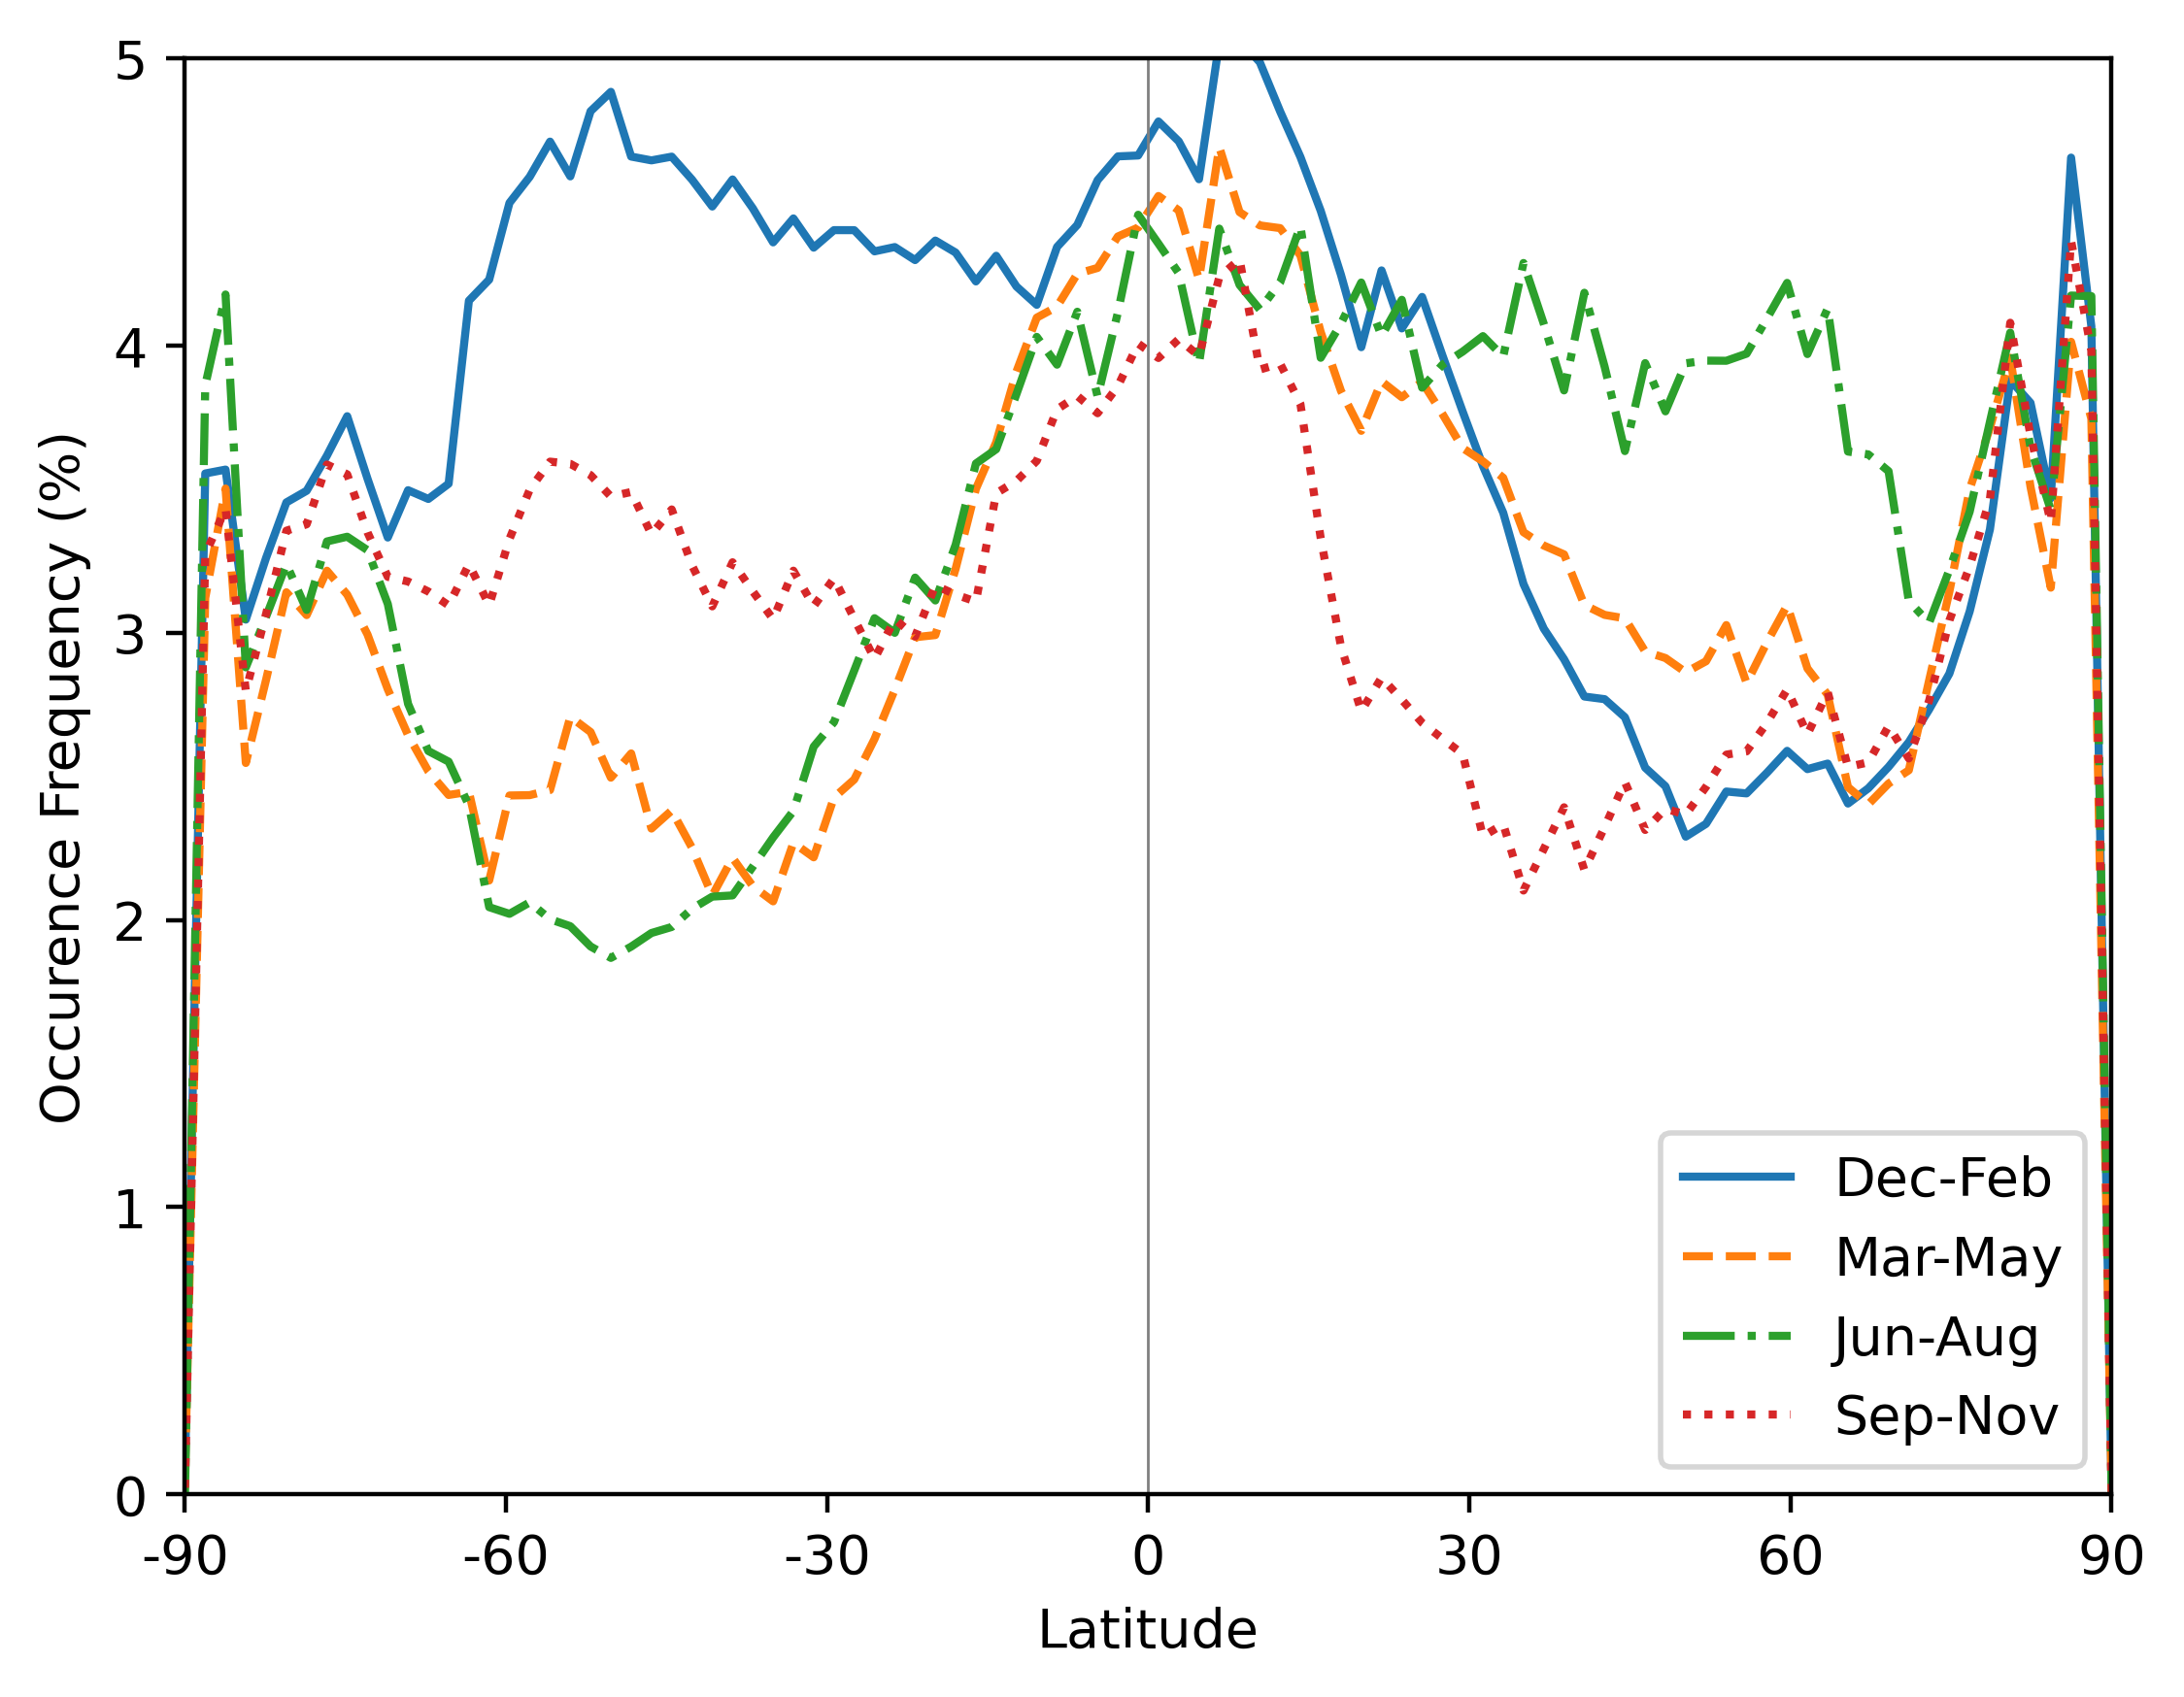 Occurence Frequency (%)
5
4
3
2
1
0
-90 -60 -30 0 30 60 90
Latitude
Dec-Feb
Mar-May
Jun-Aug
Sep-Nov